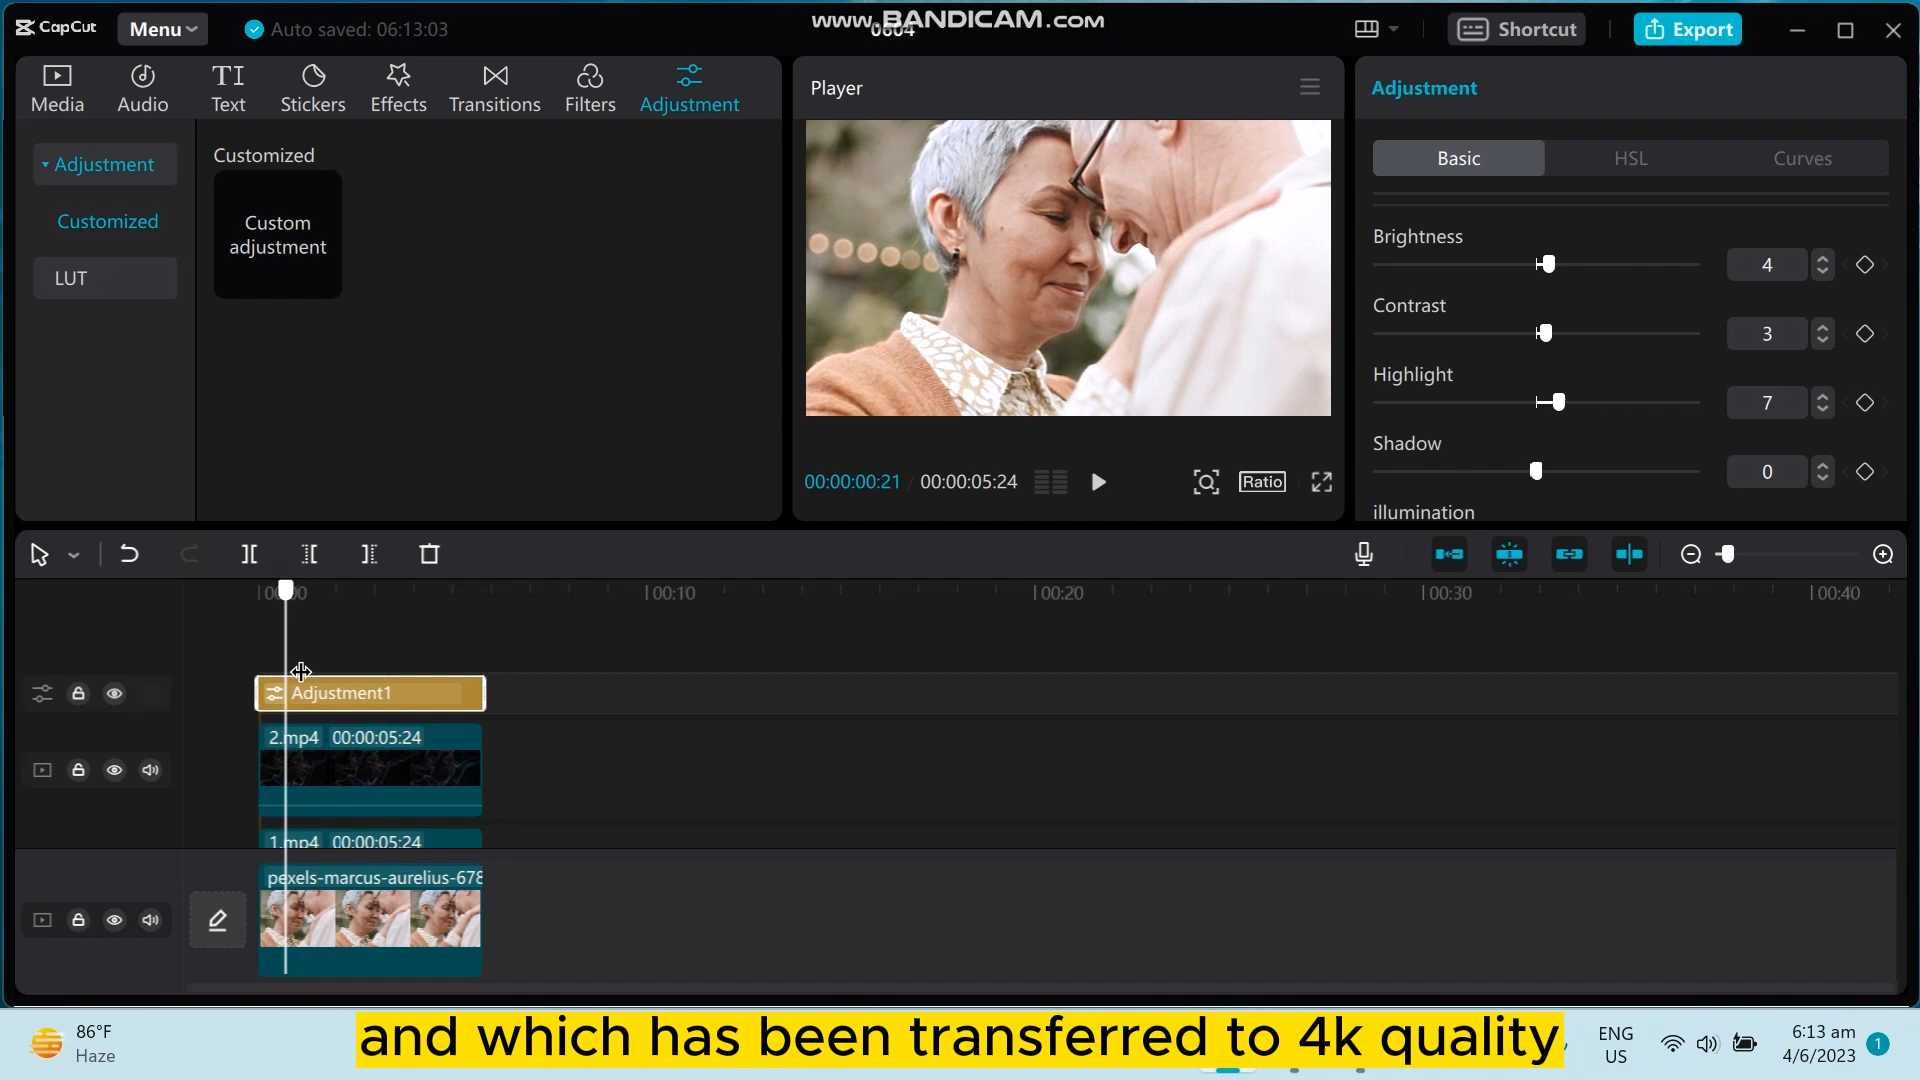 CapCut
Menu
Auto saved: 06:13:03
www.BANDICAM.com
0604
Shortcut
Export
Media
Audio
Text
Stickers
Effects
Transitions
Filters
Adjustment
Adjustment
Customized
LUT
Customized
Custom
adjustment
Player
00:00:00:21
00:00:05:24
Ratio
Adjustment
Basic
HSL
Curves
Brightness
4
Contrast
3
Highlight
7
Shadow
0
illumination
00:10
00:20
00:30
00:40
Adjustment1
2.mp4 00:00:05:24
1.mp4 00:00:05:24
pexels-marcus-aurelius-678
86°F
Haze
and which has been transferred to 4k quality
ENG
US
6:13 am
4/6/2023
1